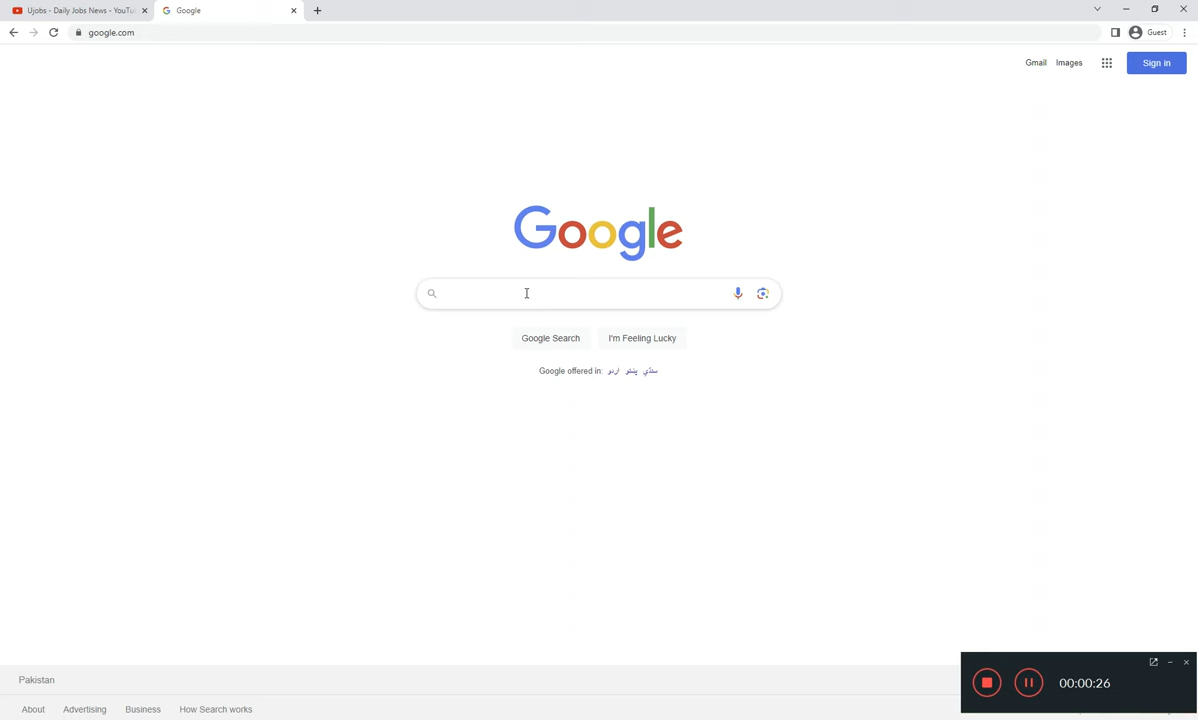 Ujobs - Daily Jobs News - YouTu
Google
google.com
Guest
Gmail Images
Sign in
Google
Google Search I'm Feeling Lucky
Google offered in: اردو پښتو سنڌي
Pakistan
00:00:26
About Advertising Business How Search works